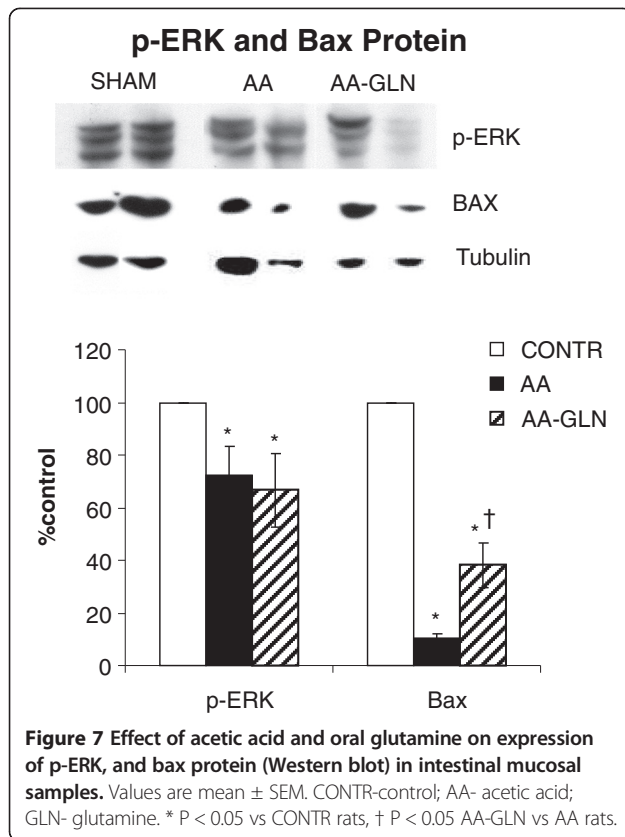 p-ERK and Bax Protein
SHAM AA AA-GLN
p-ERK
BAX
Tubulin
120
100
80
60
40
20
0
%control
CONTR
AA
AA-GLN
* * * * †
p-ERK Bax
Figure 7 Effect of acetic acid and oral glutamine on expression
of p-ERK, and bax protein (Western blot) in intestinal mucosal
samples. Values are mean ± SEM. CONTR-control; AA- acetic acid;
GLN- glutamine. * P < 0.05 vs CONTR rats, † P < 0.05 AA-GLN vs AA rats.